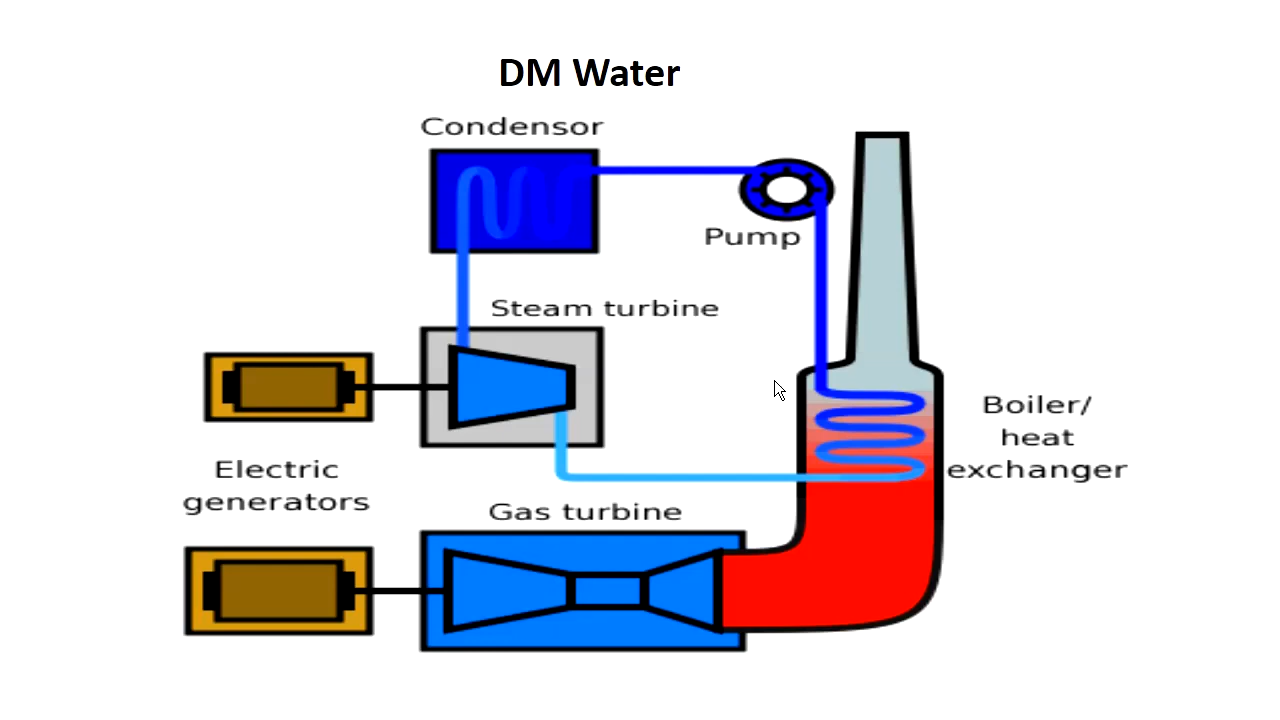 DM Water
Condensor
Pump
Steam turbine
Boiler/
heat
exchanger
Electric
generators
Gas turbine